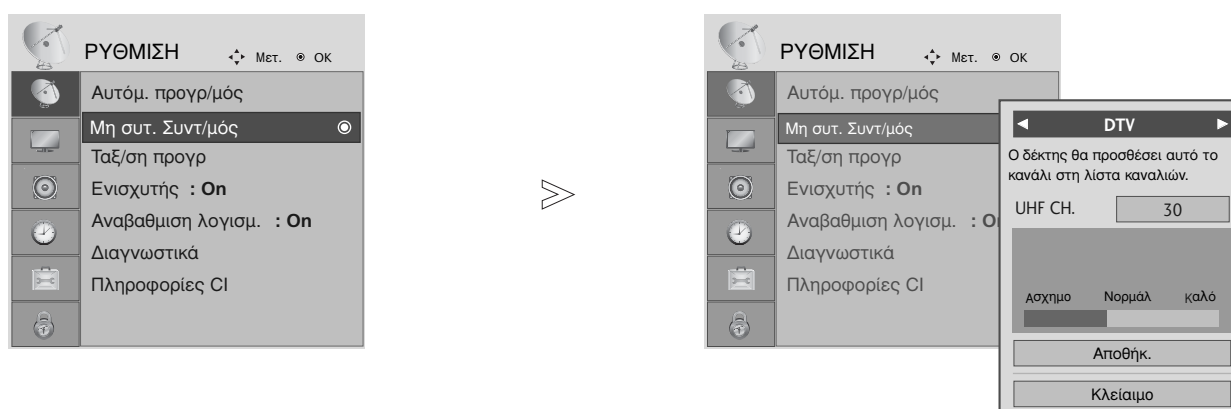 ΡΥΘΜΙΣΗ Μετ. OK
Αυτόμ. προγρ/μός
Μη συτ. Συντ/μός
Ταξ/ση προγρ
Ενισχυτής : On
Αναβαθμιση λογισμ. : On
Διαγνωστικά
Πληροφορίες CI
ΡΥΘΜΙΣΗ Μετ. OK
Αυτόμ. προγρ/μός
Μη συτ. Συντ/μός
Ταξ/ση προγρ
Ενισχυτής : On
Αναβαθμιση λογισμ. : O
Διαγνωστικά
Πληροφορίες CI
DTV
Ο δέκτης θα προσθέσει αυτό το
κανάλι στη λίστα καναλιών.
UHF CH. 30
Ασχημο Νορμάλ Καλό
Αποθήκ.
Κλείαιμο